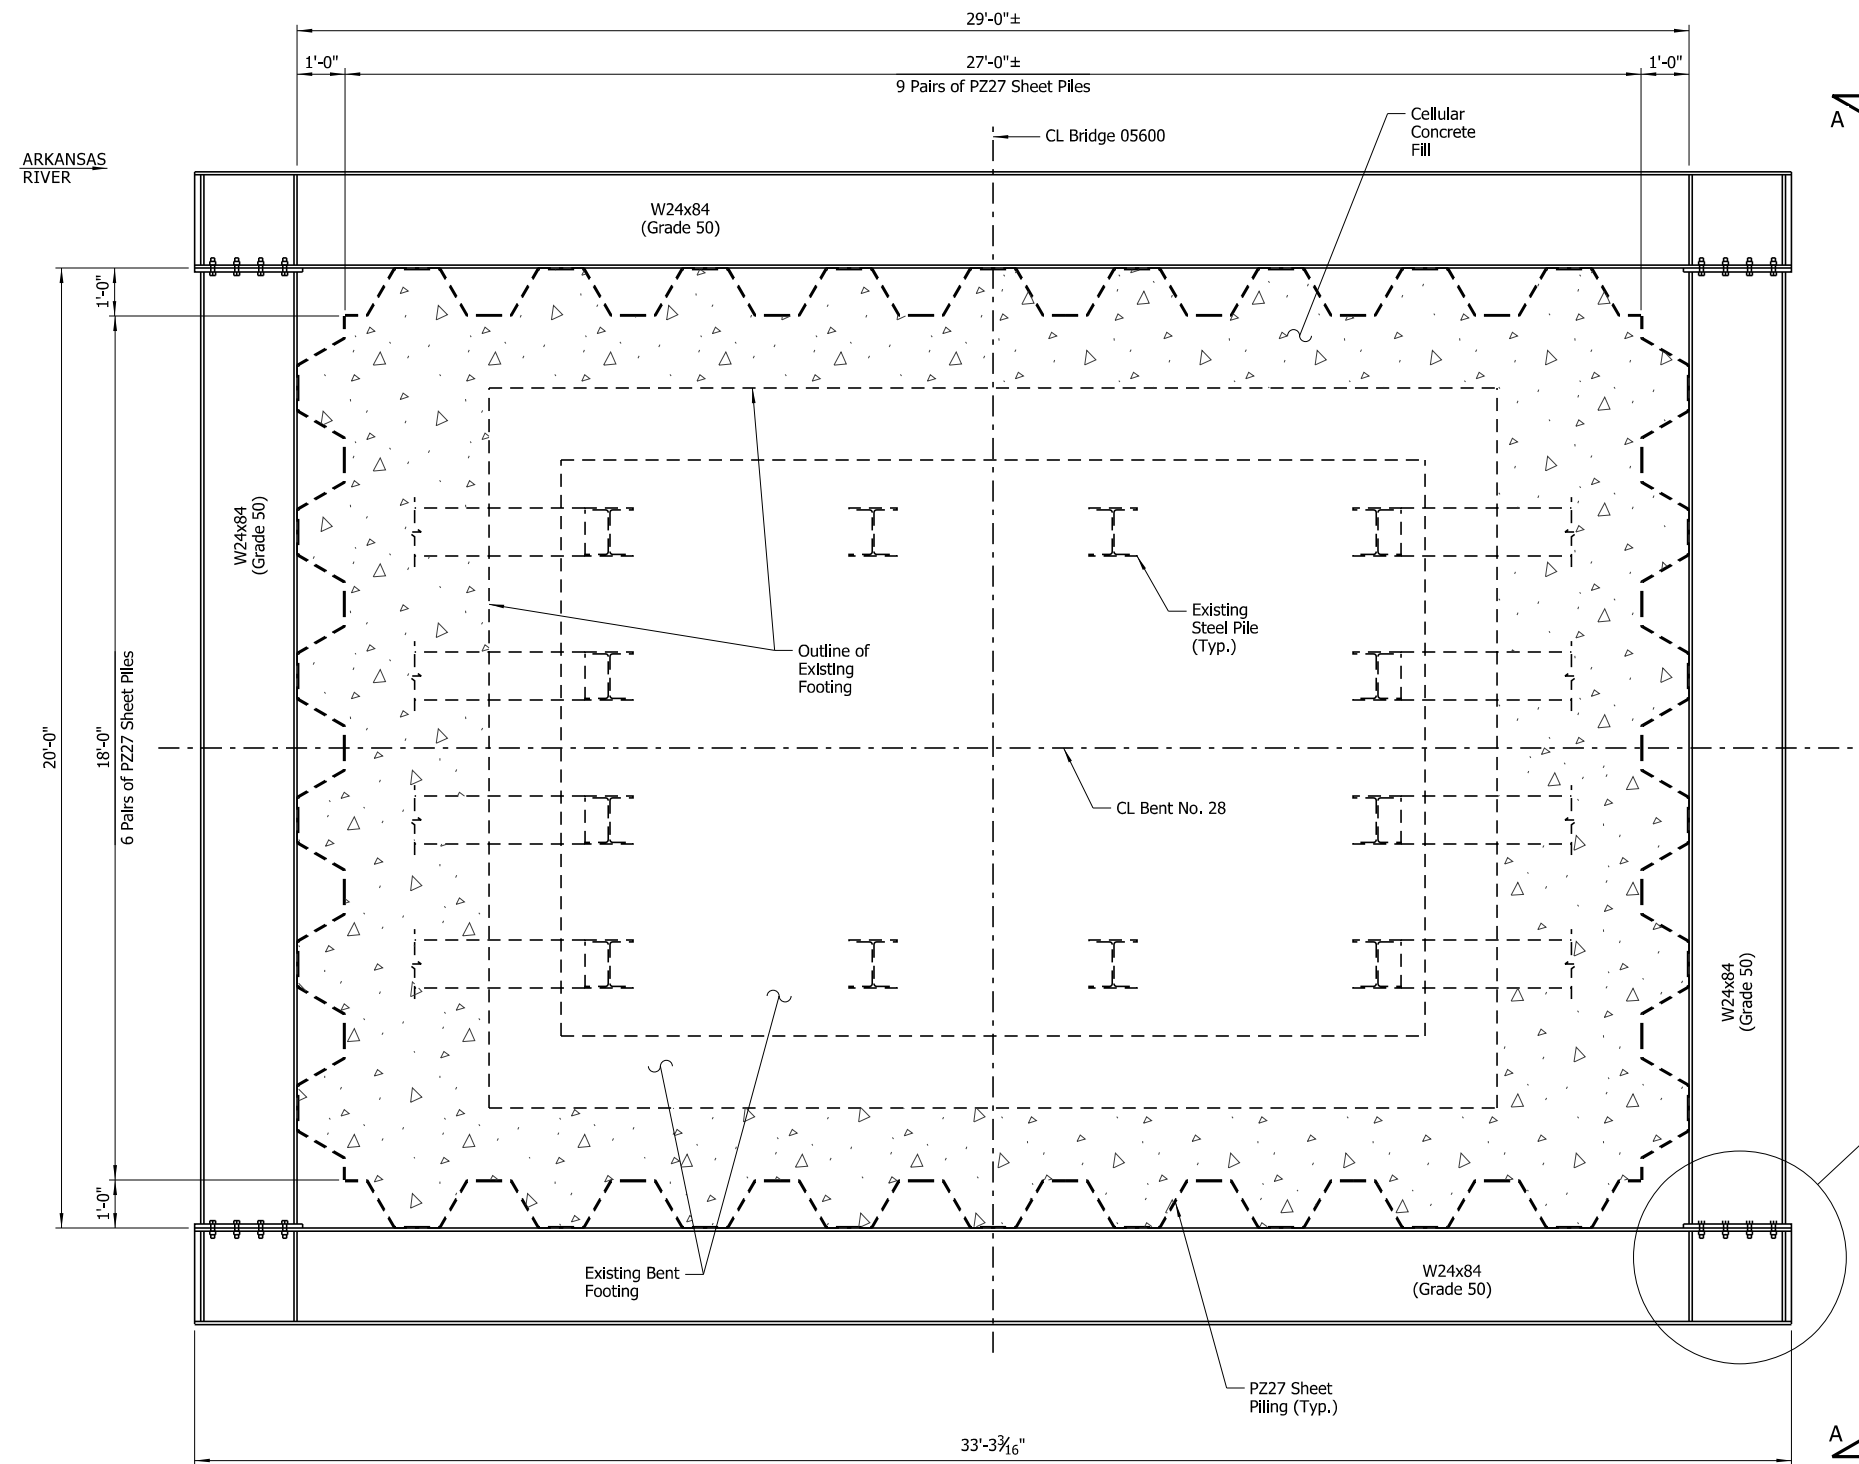 29'-0"±
1'-0"
27'-0"±
1'-0"
9 Pairs of PZ27 Sheet Piles
Cellular
Concrete
Fill
A
CL Bridge 05600
ARKANSAS
RIVER
W24x84
(Grade 50)
1'-0"
W24x84
(Grade 50)
Existing
Steel Pile
(Typ.)
Outline of
Existing
Footing
20'-0"
18'-0"
6 Pairs of PZ27 Sheet Piles
CL Bent No. 28
W24x84
(Grade 50)
1'-0"
Existing Bent
Footing
W24x84
(Grade 50)
PZ27 Sheet
Piling (Typ.)
33'-3 3/16"
A